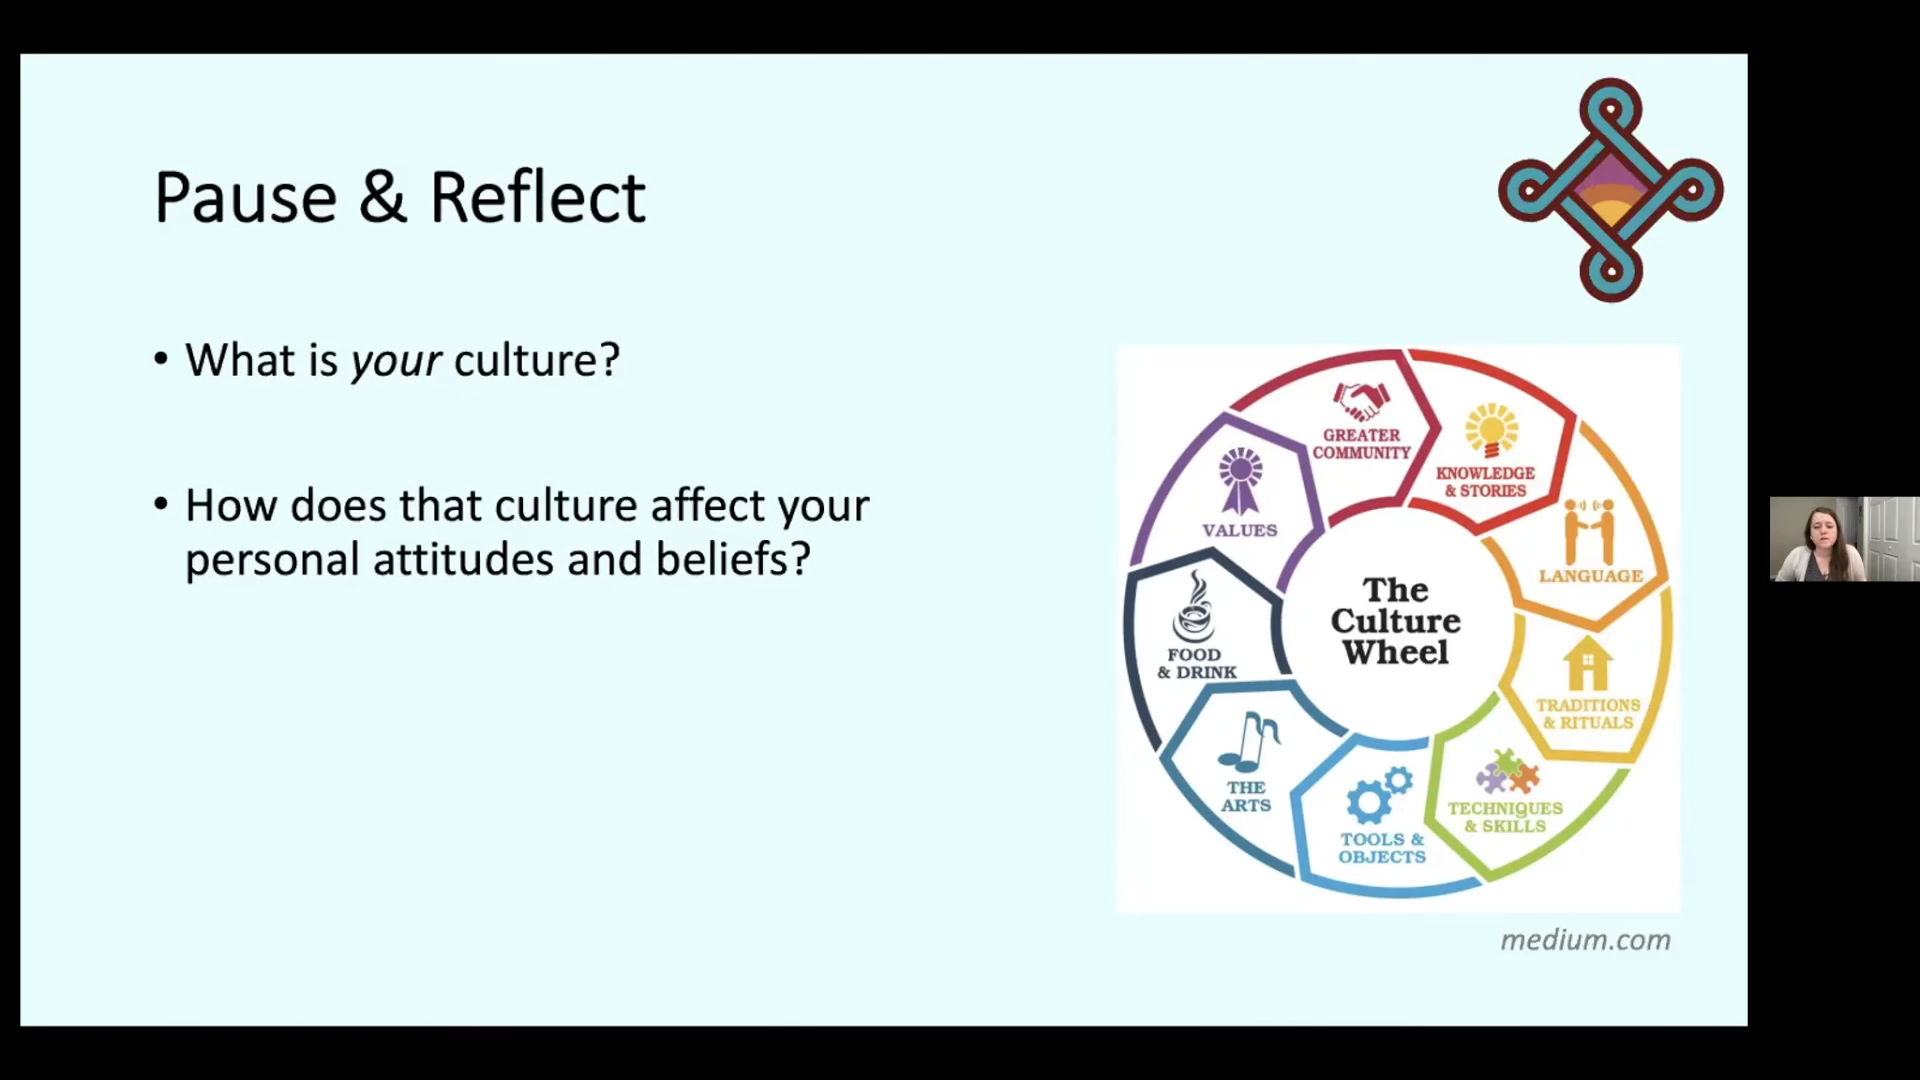 Pause & Reflect
• What is your culture?
• How does that culture affect your
personal attitudes and beliefs?
The
Culture
Wheel
GREATER
COMMUNITY
KNOWLEDGE
& STORIES
LANGUAGE
TRADITIONS
& RITUALS
TECHNIQUES
& SKILLS
TOOLS &
OBJECTS
THE
ARTS
FOOD
& DRINK
VALUES
medium.com